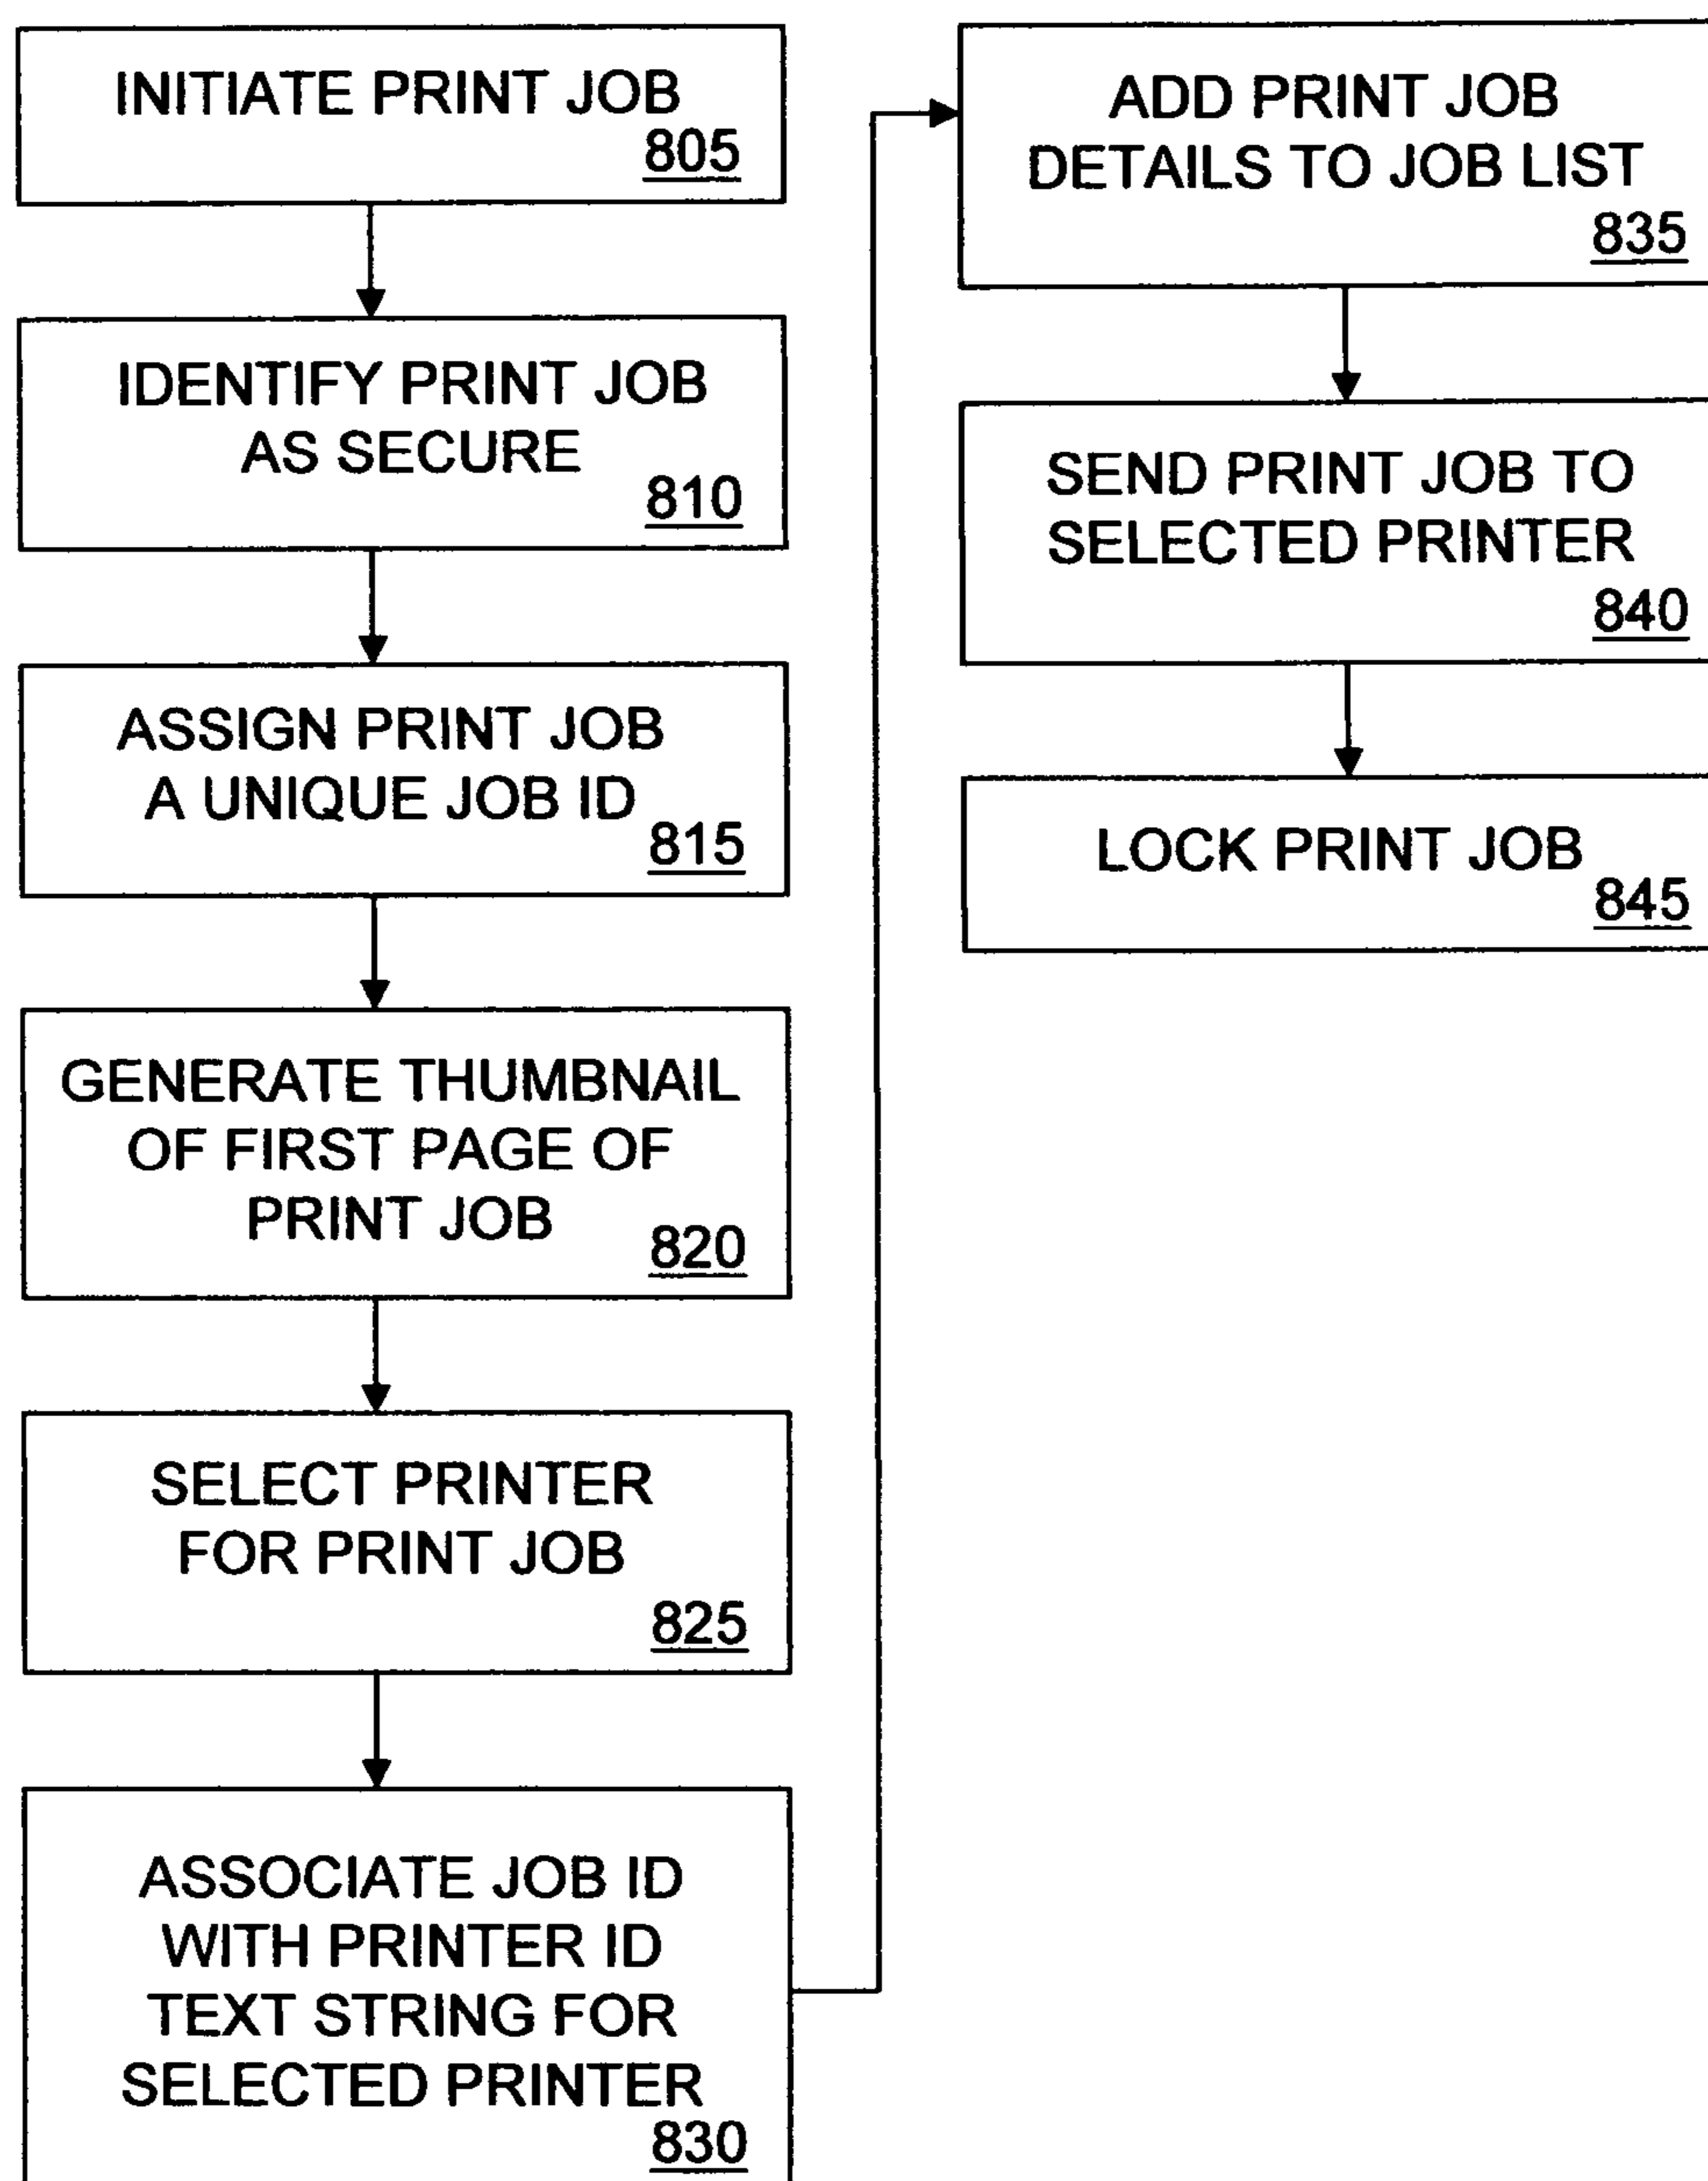 INITIATE PRINT JOB
805
IDENTIFY PRINT JOB
AS SECURE
810
ASSIGN PRINT JOB
A UNIQUE JOB ID
815
GENERATE THUMBNAIL
OF FIRST PAGE OF
PRINT JOB
820
SELECT PRINTER
FOR PRINT JOB
825
ASSOCIATE JOB ID
WITH PRINTER ID
TEXT STRING FOR
SELECTED PRINTER
830
ADD PRINT JOB
DETAILS TO JOB LIST
835
SEND PRINT JOB TO
SELECTED PRINTER
840
LOCK PRINT JOB
845